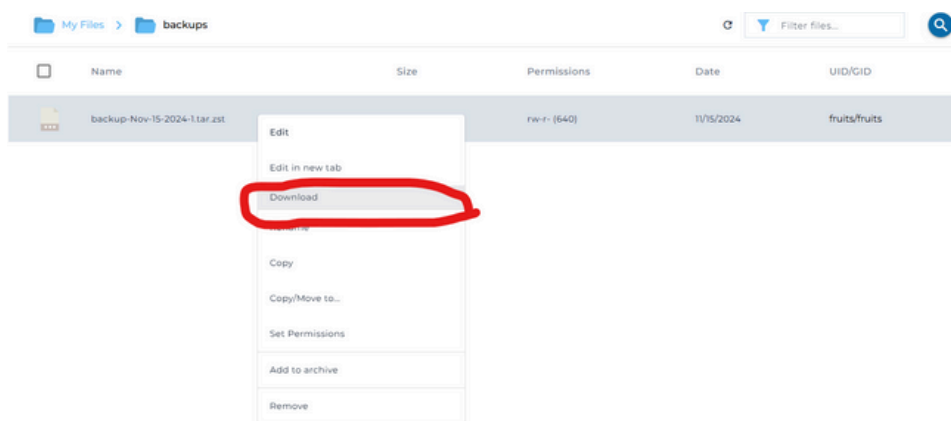 My Files > backups
Filter files...
Name Size Permissions Date UID/GID
backup-Nov-15-2024-1.tar.zst rw-r- (640) 11/15/2024 fruits/fruits
Edit
Edit in new tab
Download
Rename
Copy
Copy/Move to...
Set Permissions
Add to archive
Remove